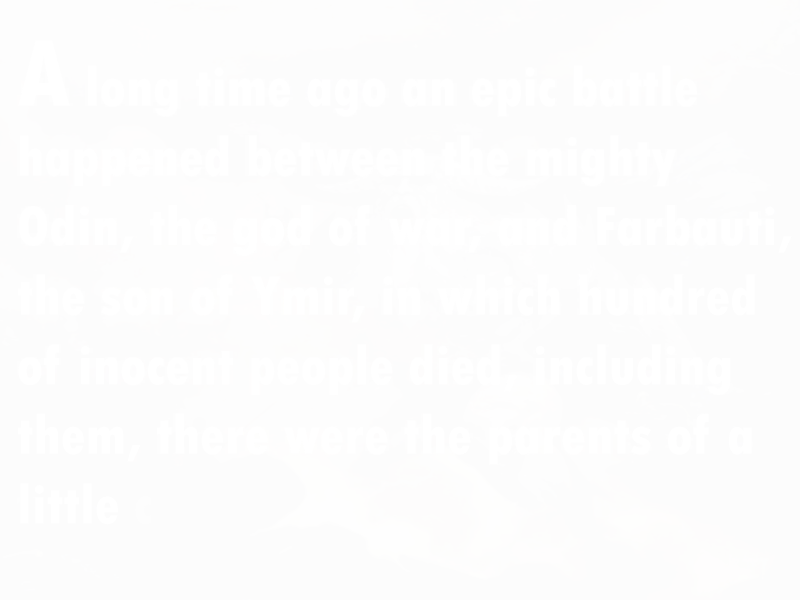 A long time ago an epic battle
happened between the mighty
Odin, the god of war, and Farbauti,
the son of Ymir, in which hundred
of inocent people died, including
them, there were the parents of a
little